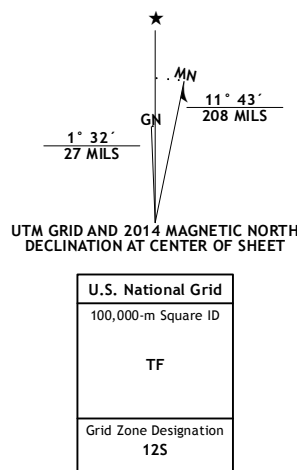 ★
MN
GN
11° 43´
208 MILS
1° 32´
27 MILS
UTM GRID AND 2014 MAGNETIC NORTH
DECLINATION AT CENTER OF SHEET
U.S. National Grid
100,000-m Square ID
TF
Grid Zone Designation
12S